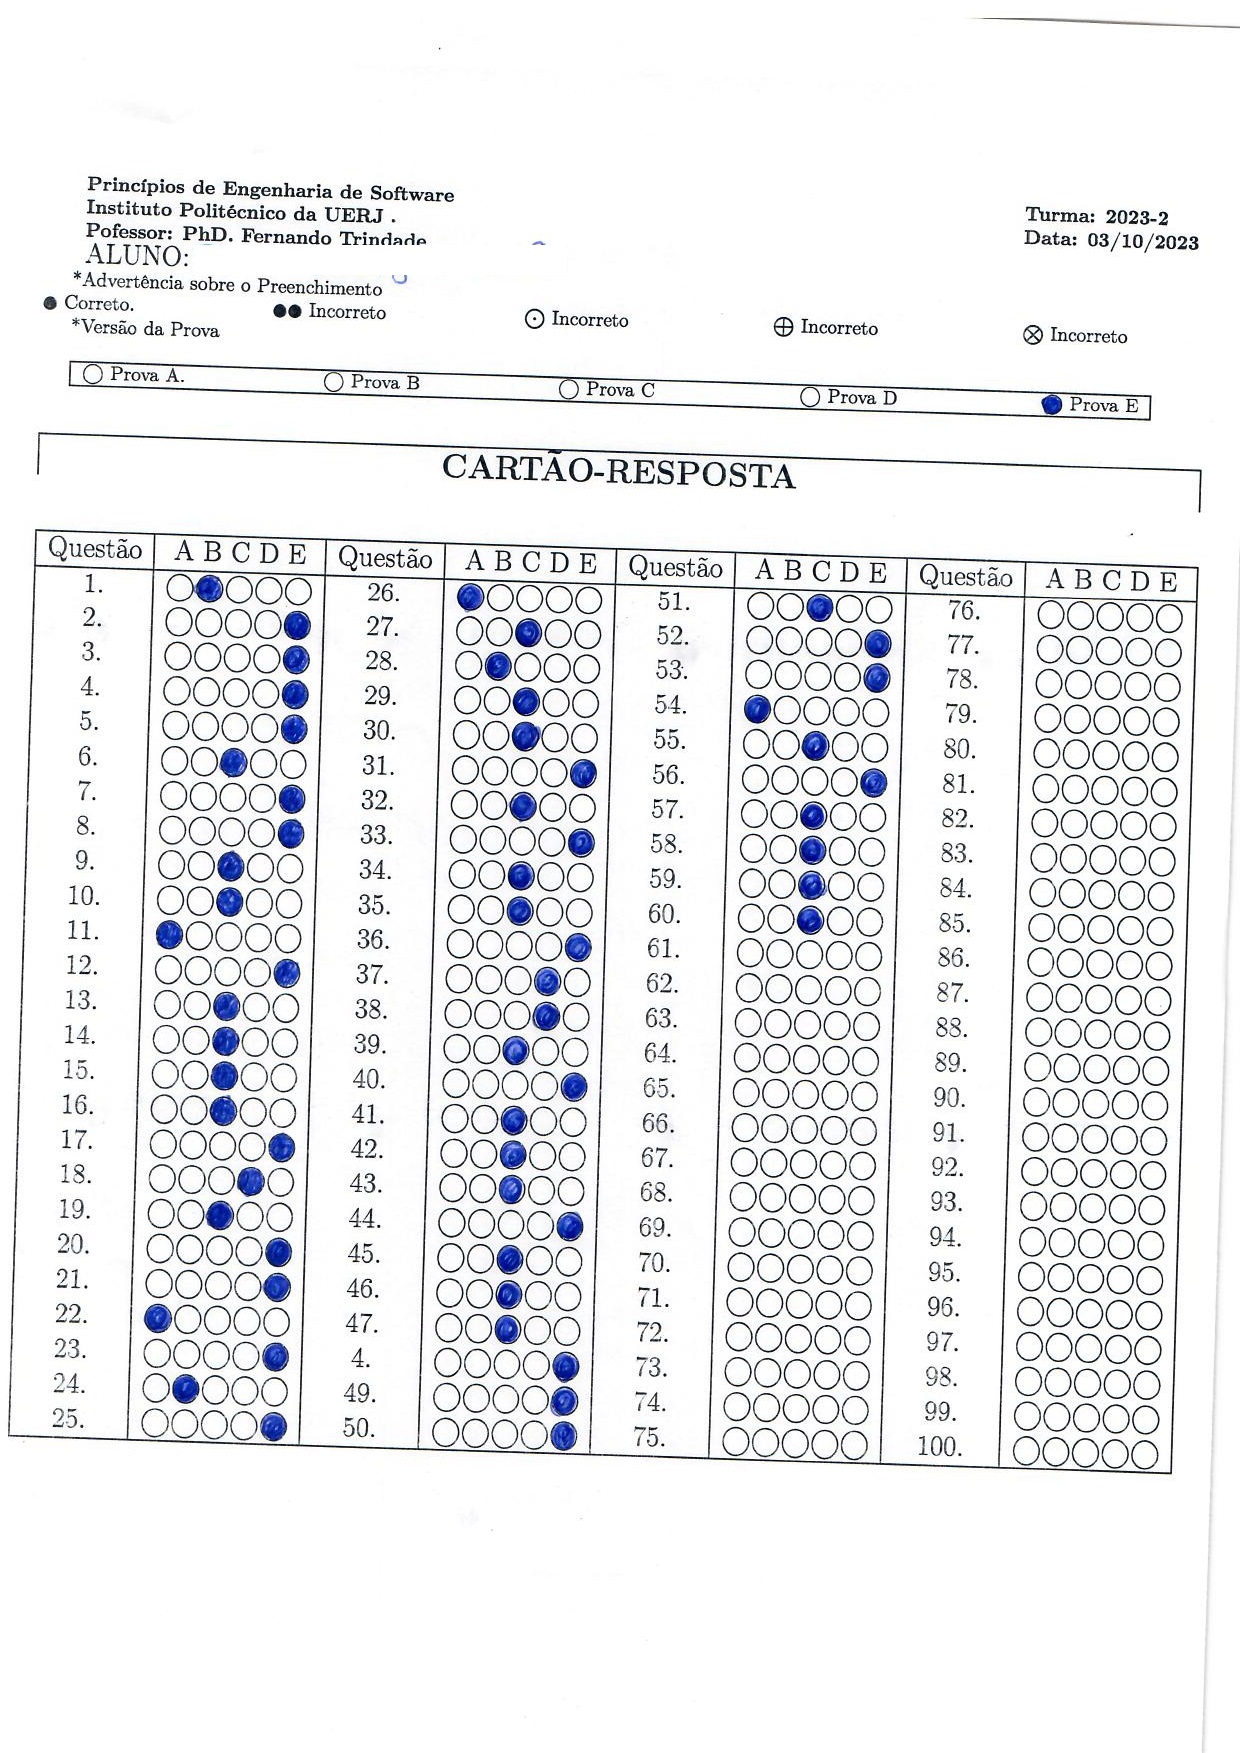 Princípios de Engenharia de Software
Instituto Politécnico da UERJ .
Pofessor: PhD. Fernando Trindade
Turma: 2023-2
Data: 03/10/2023
ALUNO:
*Advertência sobre o Preenchimento
Correto.
Incorreto
Incorreto
Incorreto
Incorreto
*Versão da Prova
Prova A.
Prova B
Prova C
Prova D
Prova E
CARTÃO-RESPOSTA
Questão A B C D E Questão A B C D E Questão A B C D E Questão A B C D E
1. 26. 51. 76.
2. 27. 52. 77.
3. 28. 53. 78.
4. 29. 54. 79.
5. 30. 55. 80.
6. 31. 56. 81.
7. 32. 57. 82.
8. 33. 58. 83.
9. 34. 59. 84.
10. 35. 60. 85.
11. 36. 61. 86.
12. 37. 62. 87.
13. 38. 63. 88.
14. 39. 64. 89.
15. 40. 65. 90.
16. 41. 66. 91.
17. 42. 67. 92.
18. 43. 68. 93.
19. 44. 69. 94.
20. 45. 70. 95.
21. 46. 71. 96.
22. 47. 72. 97.
23. 4. 73. 98.
24. 49. 74. 99.
25. 50. 75. 100.